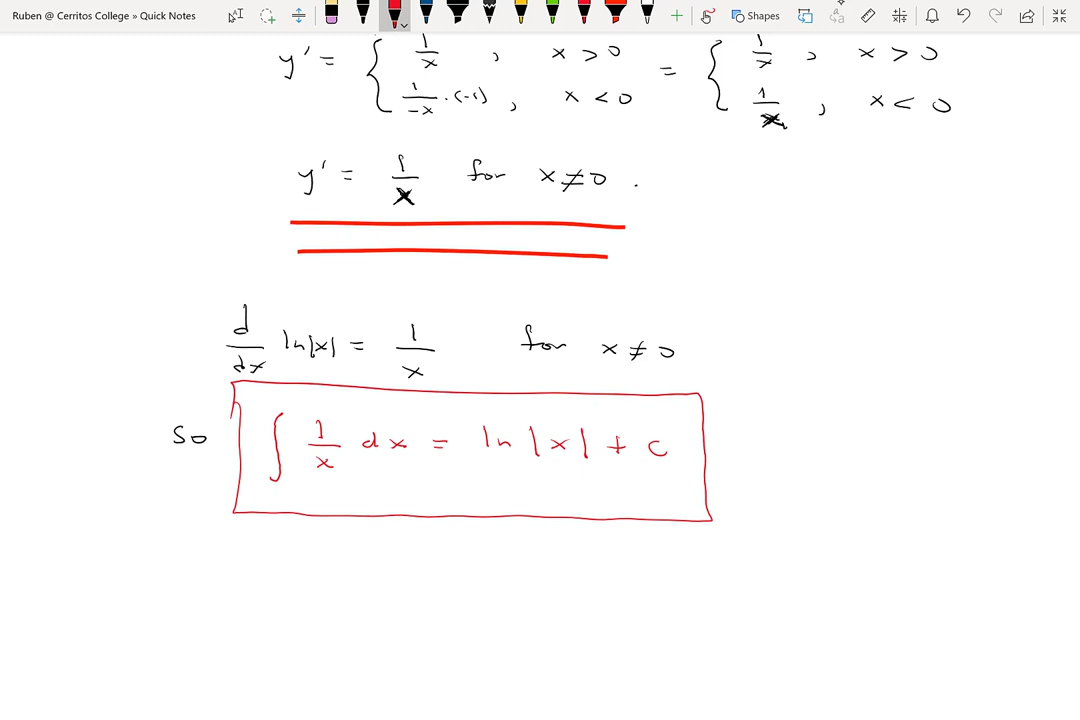 Ruben @ Cerritos College » Quick Notes
Shapes
y' = { 1/x , x > 0 = { 1/x , x > 0
1/-x · (-1) , x < 0 1/x , x < 0
y' = 1/x for x ≠ 0 .
d/dx ln|x| = 1/x for x ≠ 0
So ∫ 1/x dx = ln |x| + c